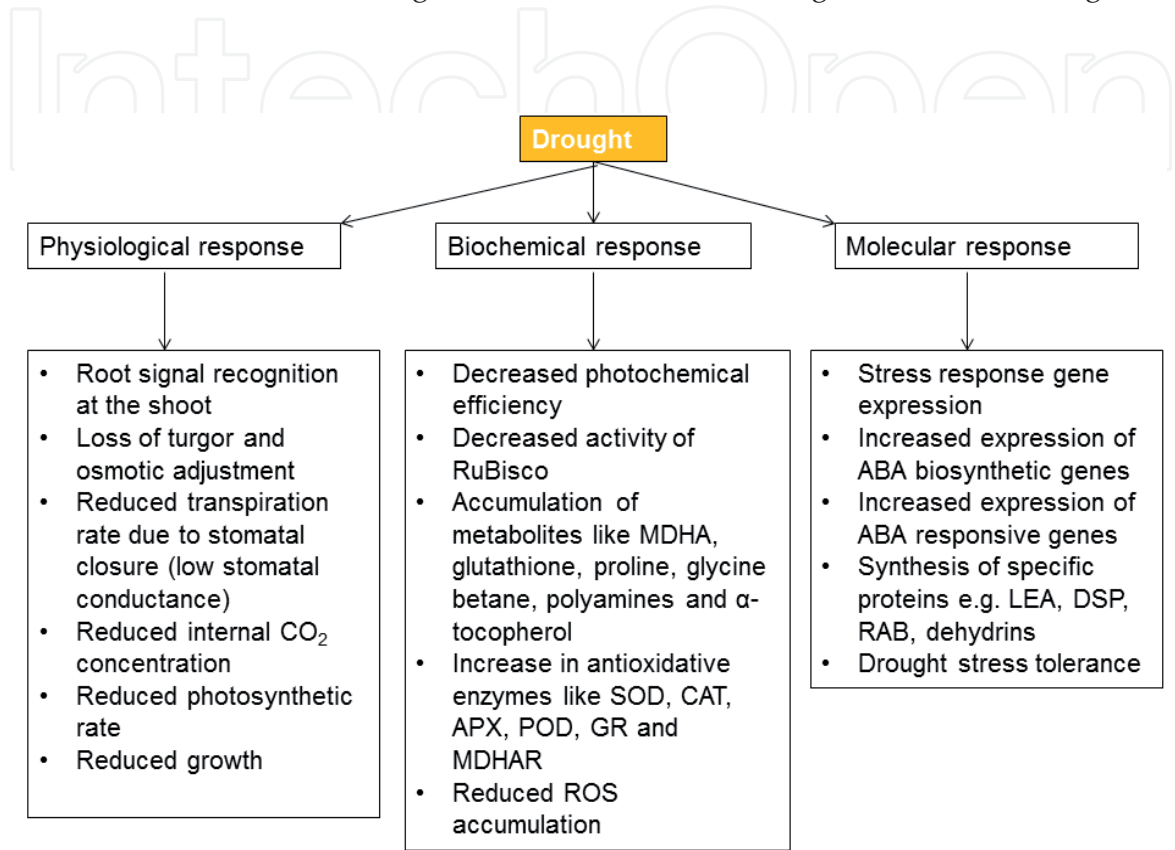 IntechOpen
Drought
Physiological response
Biochemical response
Molecular response
• Root signal recognition
at the shoot
• Loss of turgor and
osmotic adjustment
• Reduced transpiration
rate due to stomatal
closure (low stomatal
conductance)
• Reduced internal CO₂
concentration
• Reduced photosynthetic
rate
• Reduced growth
• Decreased photochemical
efficiency
• Decreased activity of
RuBisco
• Accumulation of
metabolites like MDHA,
glutathione, proline, glycine
betane, polyamines and α-
tocopherol
• Increase in antioxidative
enzymes like SOD, CAT,
APX, POD, GR and
MDHAR
• Reduced ROS
accumulation
• Stress response gene
expression
• Increased expression of
ABA biosynthetic genes
• Increased expression of
ABA responsive genes
• Synthesis of specific
proteins e.g. LEA, DSP,
RAB, dehydrins
• Drought stress tolerance